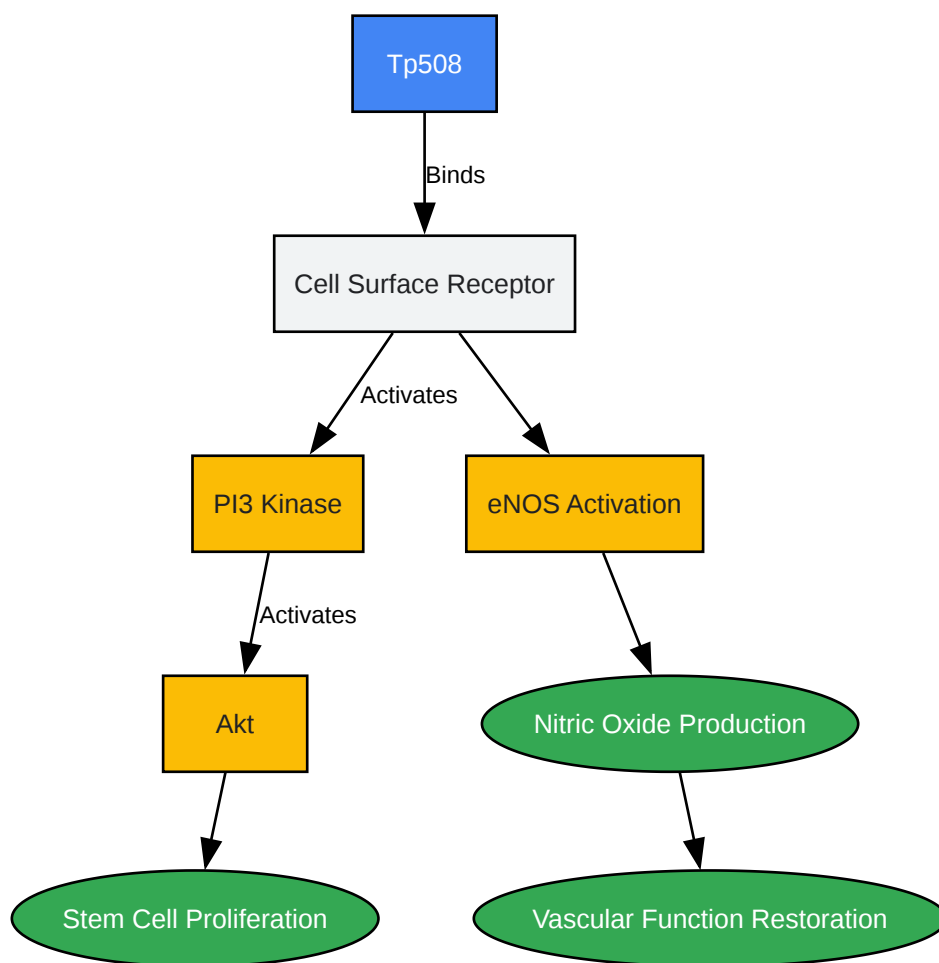 Tp508
Binds
Cell Surface Receptor
Activates
PI3 Kinase
eNOS Activation
Activates
Akt
Nitric Oxide Production
Stem Cell Proliferation
Vascular Function Restoration